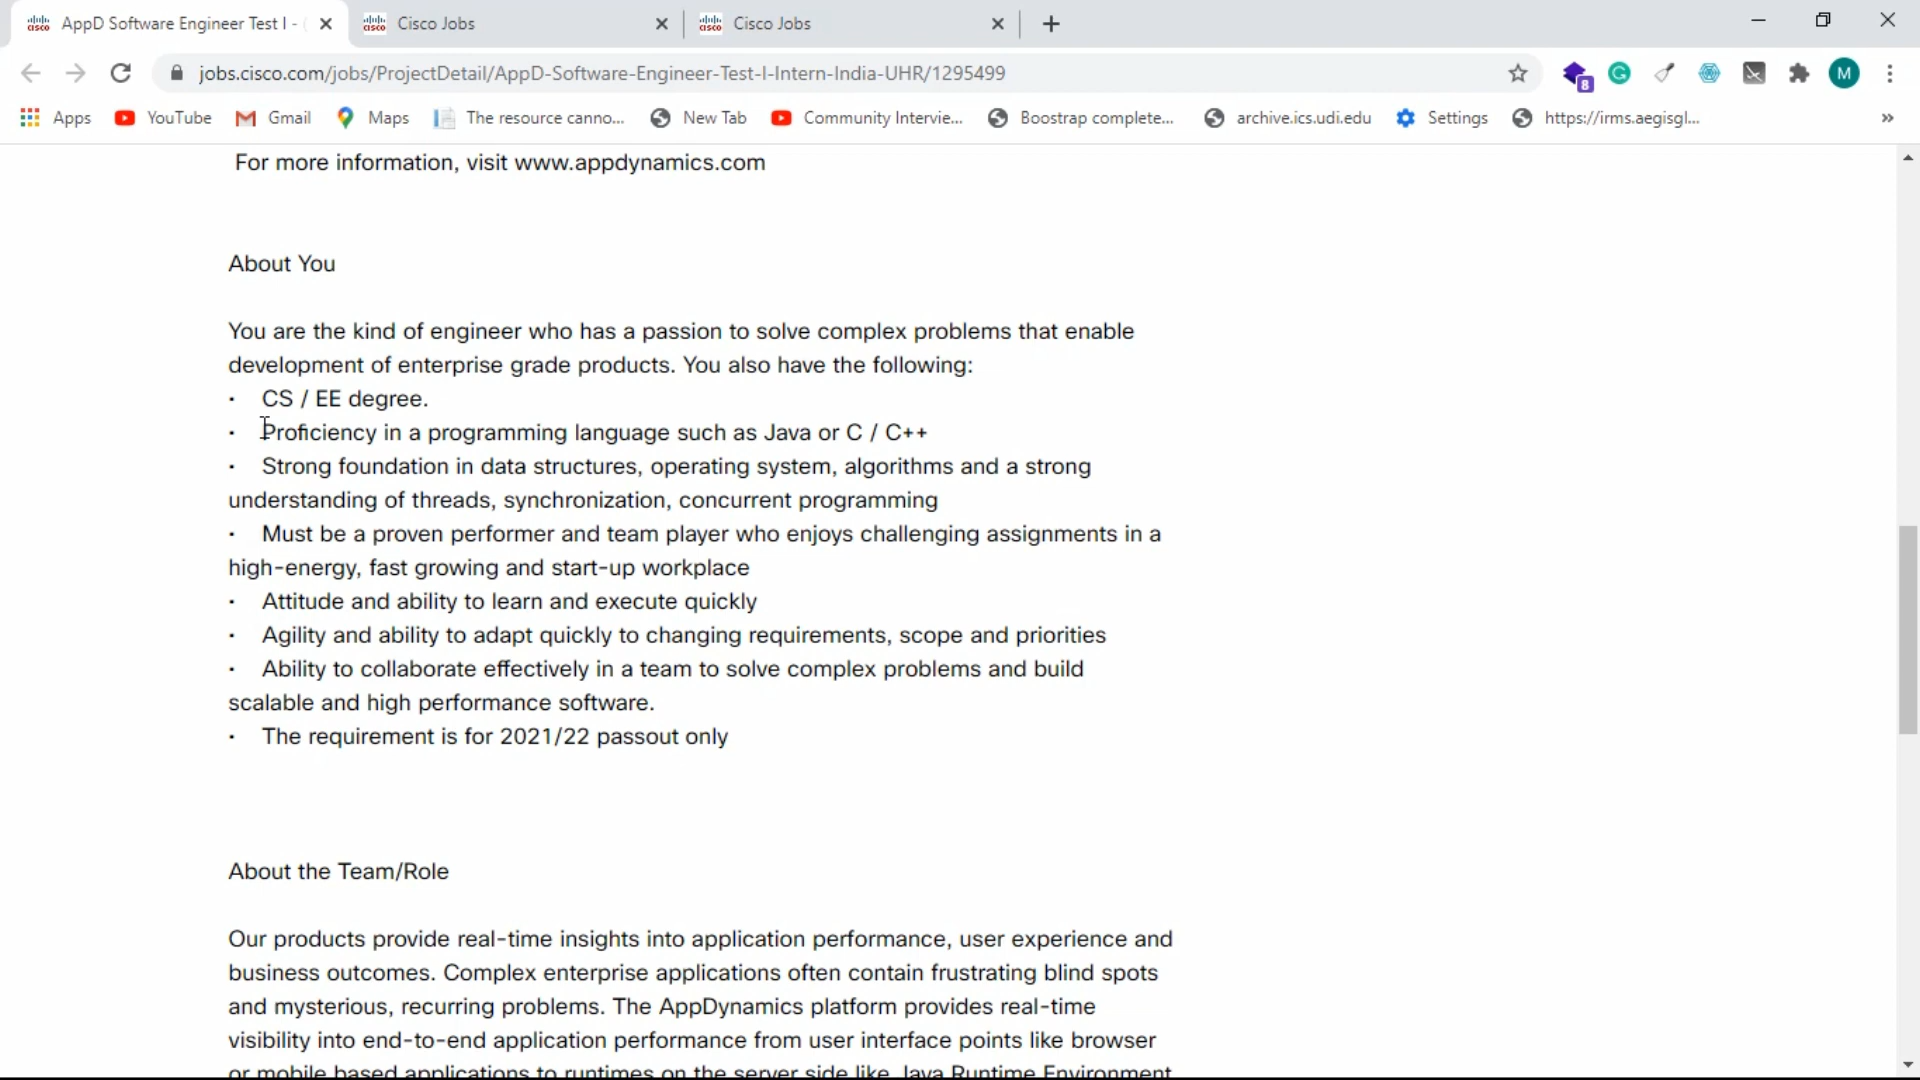 AppD Software Engineer Test I -
Cisco Jobs
Cisco Jobs
jobs.cisco.com/jobs/ProjectDetail/AppD-Software-Engineer-Test-I-Intern-India-UHR/1295499
8
M
Apps
YouTube
Gmail
Maps
The resource canno...
New Tab
Community Intervie...
Boostrap complete...
archive.ics.udi.edu
Settings
https://irms.aegisgl...
For more information, visit www.appdynamics.com
About You
You are the kind of engineer who has a passion to solve complex problems that enable
development of enterprise grade products. You also have the following:
· CS / EE degree.
· Proficiency in a programming language such as Java or C / C++
· Strong foundation in data structures, operating system, algorithms and a strong
understanding of threads, synchronization, concurrent programming
· Must be a proven performer and team player who enjoys challenging assignments in a
high-energy, fast growing and start-up workplace
· Attitude and ability to learn and execute quickly
· Agility and ability to adapt quickly to changing requirements, scope and priorities
· Ability to collaborate effectively in a team to solve complex problems and build
scalable and high performance software.
· The requirement is for 2021/22 passout only
About the Team/Role
Our products provide real-time insights into application performance, user experience and
business outcomes. Complex enterprise applications often contain frustrating blind spots
and mysterious, recurring problems. The AppDynamics platform provides real-time
visibility into end-to-end application performance from user interface points like browser
or mobile based applications to runtimes on the server side like Java Runtime Environment